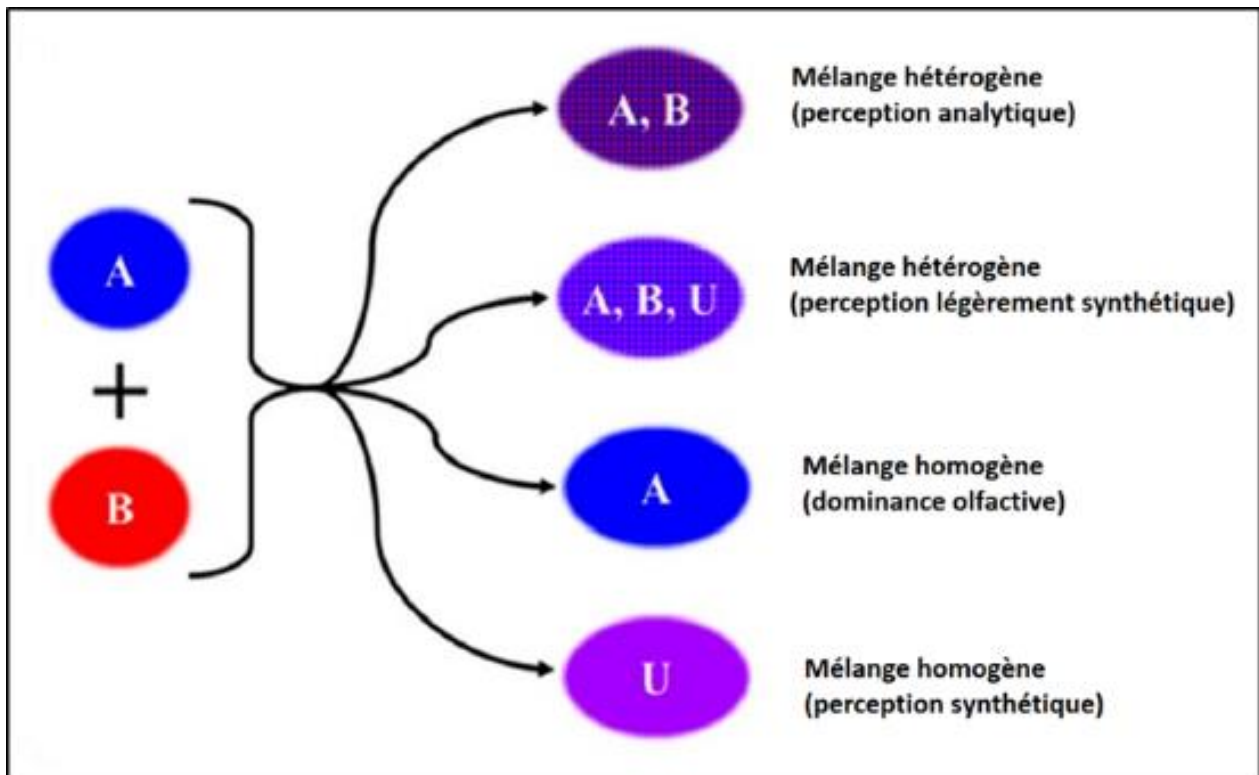 A
+
B
A, B
Mélange hétérogène
(perception analytique)
A, B, U
Mélange hétérogène
(perception légèrement synthétique)
A
Mélange homogène
(dominance olfactive)
U
Mélange homogène
(perception synthétique)